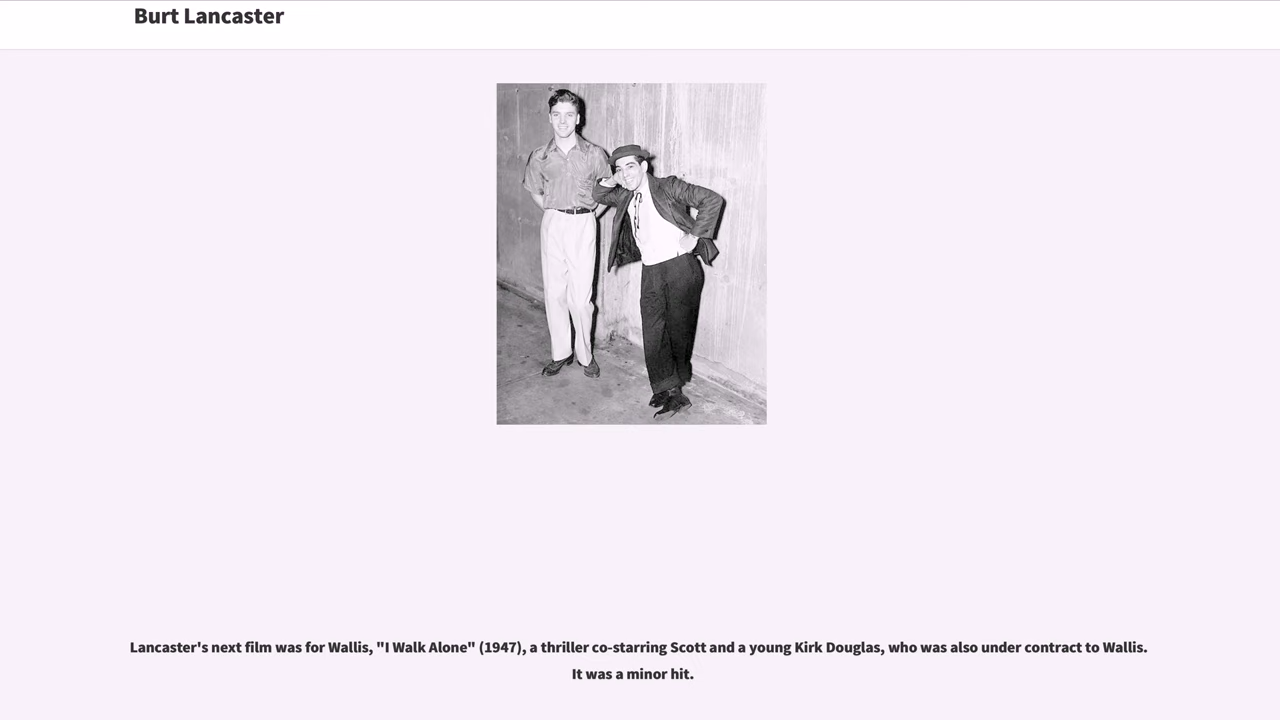 Burt Lancaster
Lancaster's next film was for Wallis, "I Walk Alone" (1947), a thriller co-starring Scott and a young Kirk Douglas, who was also under contract to Wallis.
It was a minor hit.